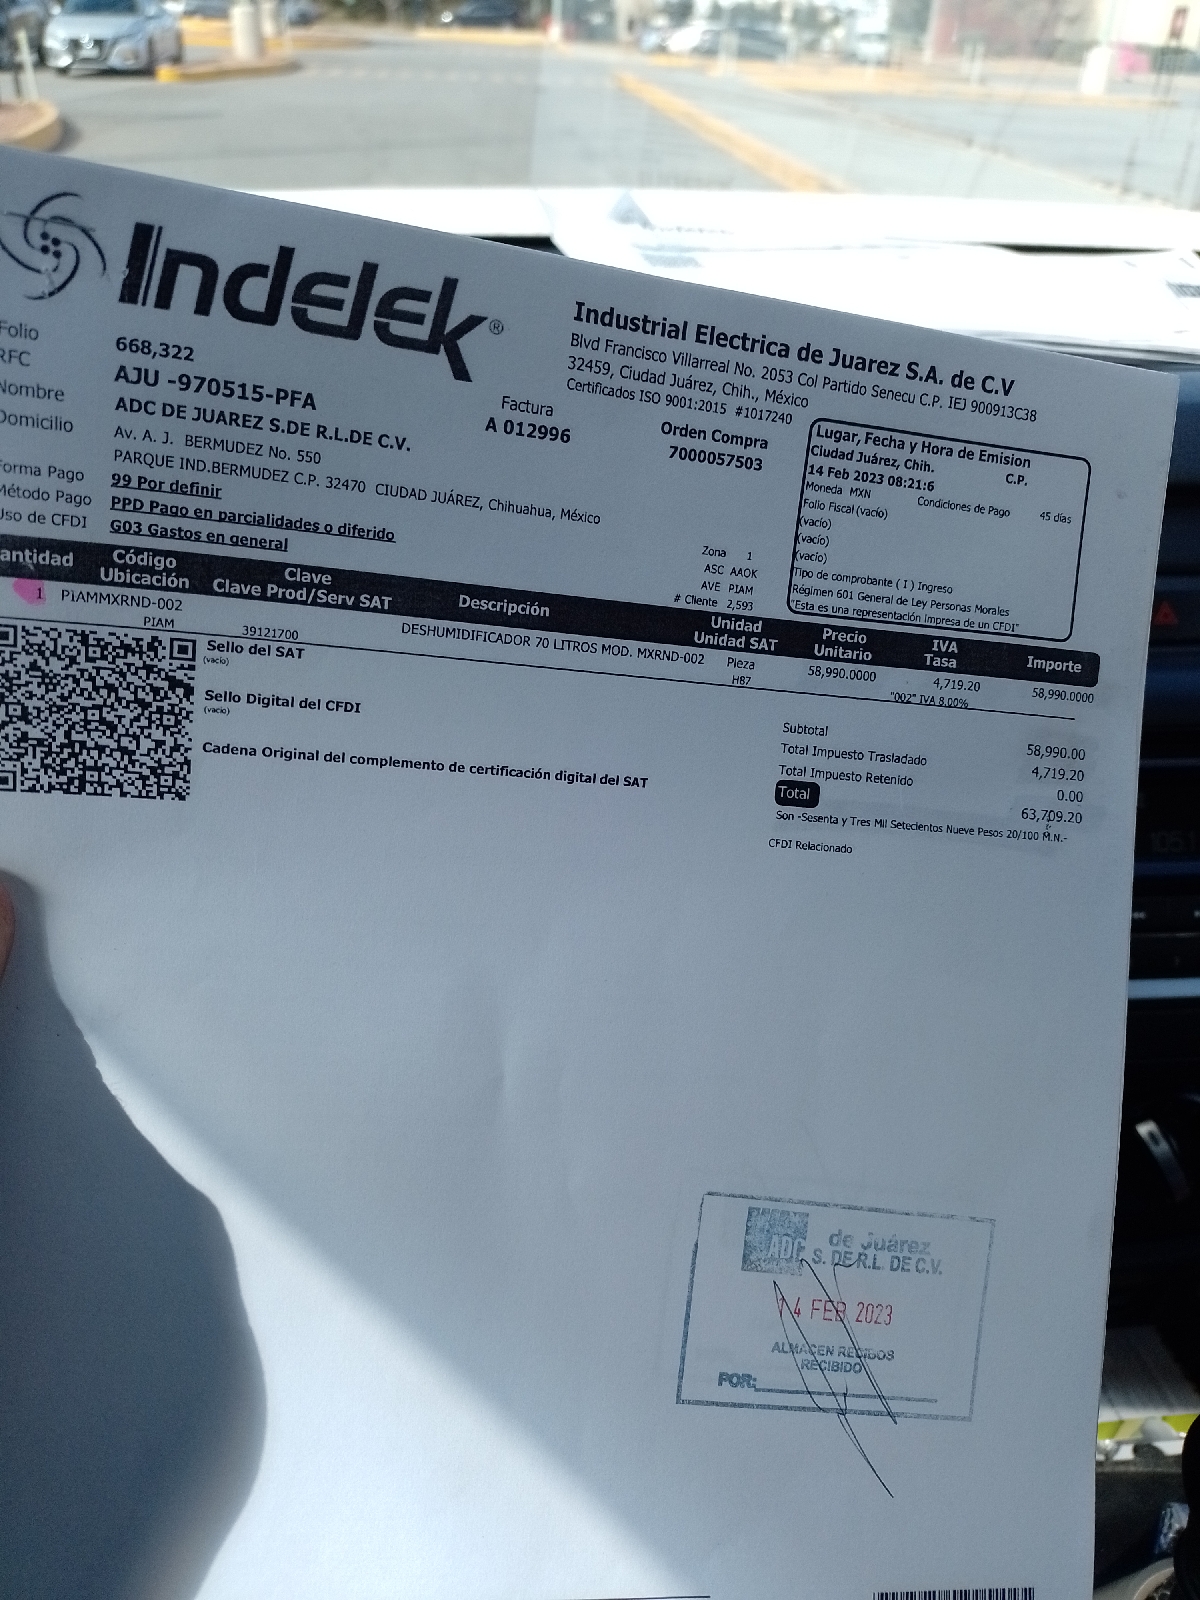 Indelek®
Industrial Electrica de Juarez S.A. de C.V
Blvd Francisco Villarreal No. 2053 Col Partido Senecu C.P. IEJ 900913C38
32459, Ciudad Juárez, Chih., México
Certificados ISO 9001:2015 #1017240
Folio 668,322
RFC AJU -970515-PFA
Nombre ADC DE JUAREZ S.DE R.L.DE C.V.
Domicilio Av. A. J. BERMUDEZ No. 550
PARQUE IND.BERMUDEZ C.P. 32470 CIUDAD JUÁREZ, Chihuahua, México
Forma Pago 99 Por definir
Método Pago PPD Pago en parcialidades o diferido
Uso de CFDI G03 Gastos en general
Factura
A 012996
Orden Compra
7000057503
Lugar, Fecha y Hora de Emision
Ciudad Juárez, Chih. C.P.
14 Feb 2023 08:21:6
Moneda MXN Condiciones de Pago 45 días
Folio Fiscal (vacío)
(vacío)
(vacío)
(vacío)
Tipo de comprobante ( I ) Ingreso
Régimen 601 General de Ley Personas Morales
"Esta es una representación impresa de un CFDI"
Zona 1
ASC AAOK
AVE PIAM
# Cliente 2,593
antidad Código Ubicación Clave Clave Prod/Serv SAT Descripción Unidad Unidad SAT Precio Unitario IVA Tasa Importe
1 PIAMMXRND-002 DESHUMIDIFICADOR 70 LITROS MOD. MXRND-002 Pieza 58,990.0000 4,719.20 58,990.0000
PIAM 39121700 H87 "002" IVA 8.00%
Sello del SAT
(vacío)
Sello Digital del CFDI
(vacío)
Cadena Original del complemento de certificación digital del SAT
Subtotal 58,990.00
Total Impuesto Trasladado 4,719.20
Total Impuesto Retenido 0.00
Total 63,709.20
Son -Sesenta y Tres Mil Setecientos Nueve Pesos 20/100 M.N.-
CFDI Relacionado
ADC de Juárez
S. DE R.L. DE C.V.
14 FEB 2023
ALMACEN RECIBOS
RECIBIDO
POR: